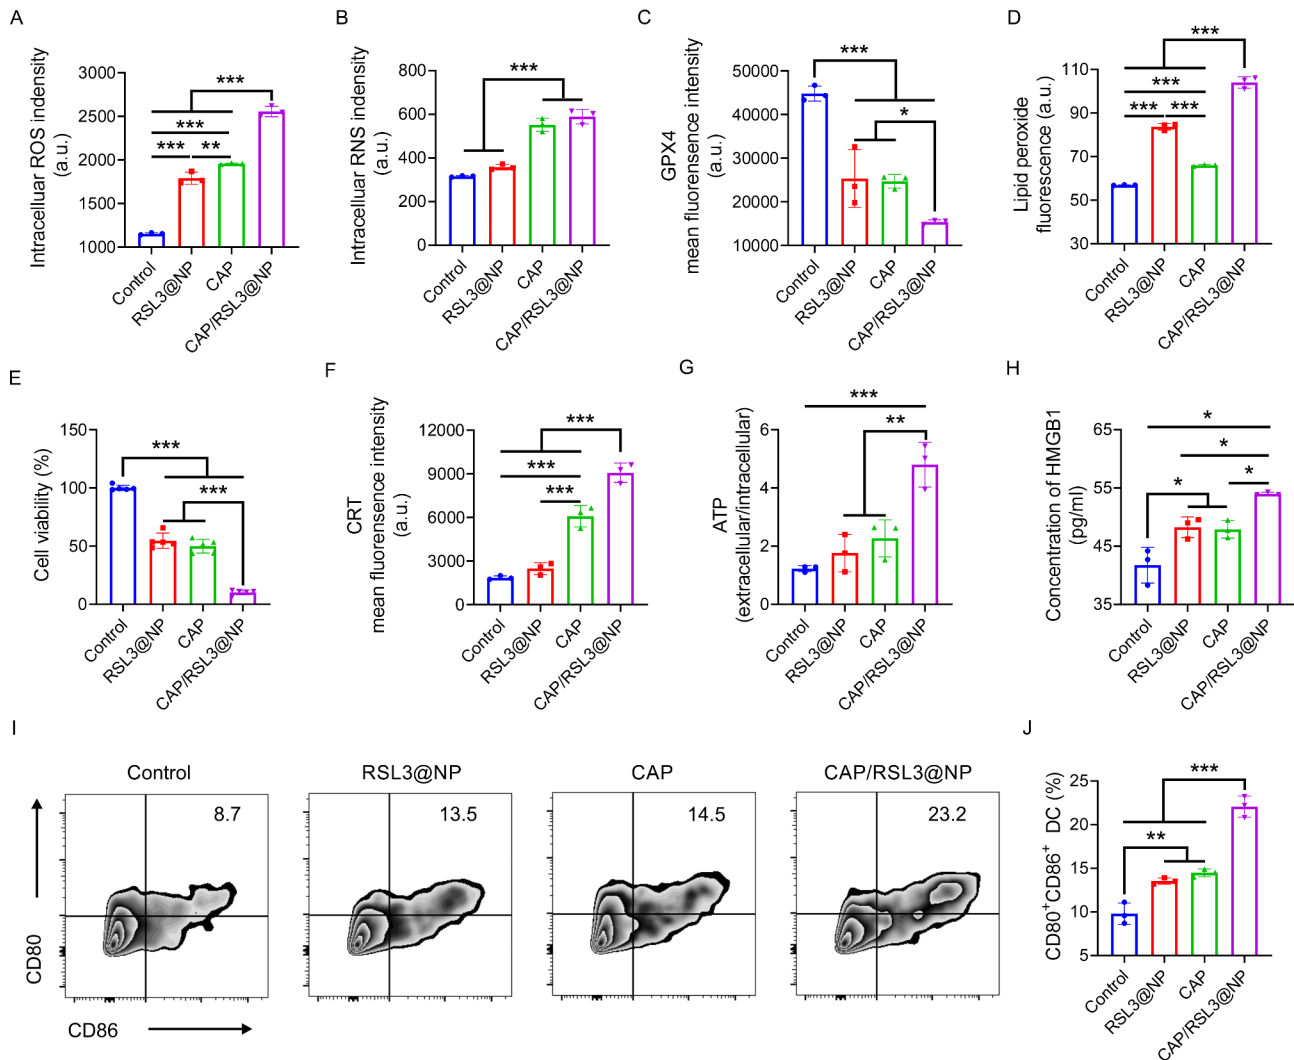 A
Intracelluar ROS indensity
(a.u.)
3000
2500
2000
1500
1000
***
***
***
**
Control
RSL3@NP
CAP
CAP/RSL3@NP
B
Intracelluar RNS indensity
(a.u.)
800
600
400
200
0
***
Control
RSL3@NP
CAP
CAP/RSL3@NP
C
GPX4
mean fluorensence intensity
(a.u.)
50000
40000
30000
20000
10000
***
*
Control
RSL3@NP
CAP
CAP/RSL3@NP
D
Lipid peroxide
fluorescence (a.u.)
110
90
70
50
30
***
***
***
***
Control
RSL3@NP
CAP
CAP/RSL3@NP
E
Cell viability (%)
150
100
50
0
***
***
Control
RSL3@NP
CAP
CAP/RSL3@NP
F
CRT
mean fluorensence intensity
(a.u.)
12000
9000
6000
3000
0
***
***
***
Control
RSL3@NP
CAP
CAP/RSL3@NP
G
ATP
(extracellular/intracellular)
6
4
2
0
***
**
Control
RSL3@NP
CAP
CAP/RSL3@NP
H
Concentration of HMGB1
(pg/ml)
65
55
45
35
*
*
*
*
Control
RSL3@NP
CAP
CAP/RSL3@NP
I
Control
RSL3@NP
CAP
CAP/RSL3@NP
8.7
13.5
14.5
23.2
CD80
CD86
J
CD80+CD86+ DC (%)
25
20
15
10
5
***
**
Control
RSL3@NP
CAP
CAP/RSL3@NP